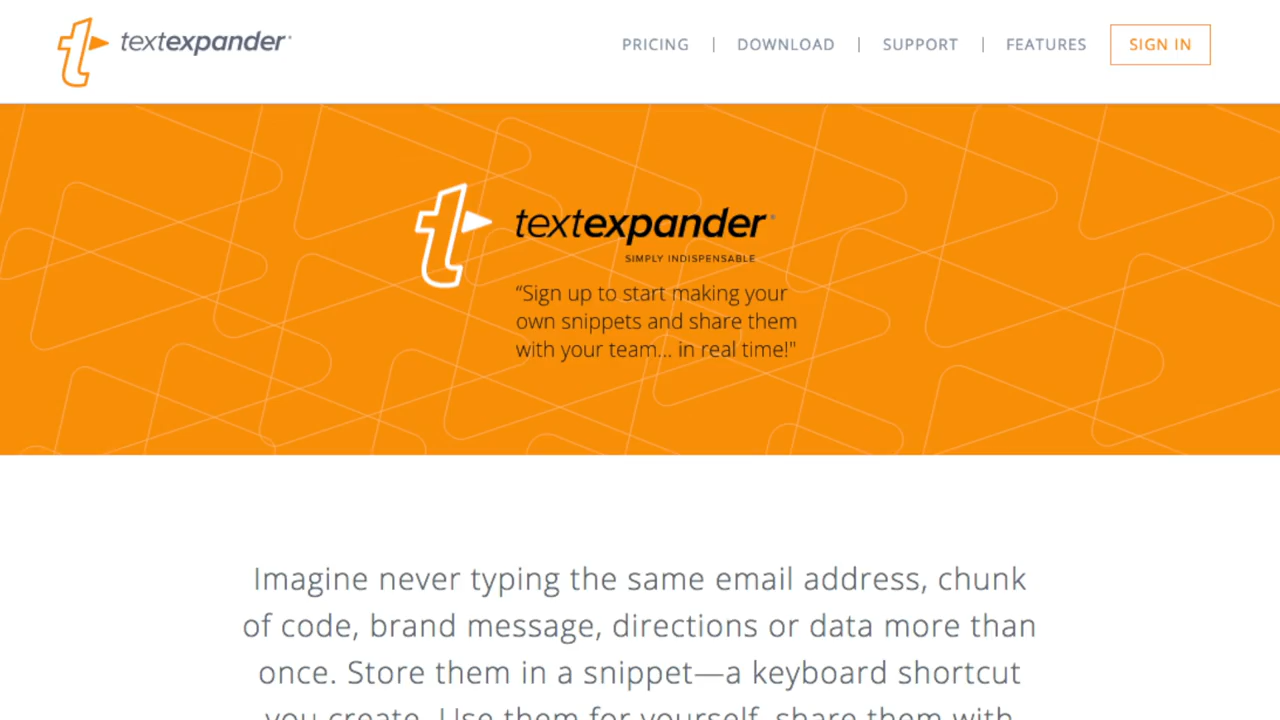 textexpander
PRICING | DOWNLOAD | SUPPORT | FEATURES SIGN IN
textexpander
SIMPLY INDISPENSABLE
“Sign up to start making your
own snippets and share them
with your team... in real time!"
Imagine never typing the same email address, chunk
of code, brand message, directions or data more than
once. Store them in a snippet—a keyboard shortcut
you create. Use them for yourself, share them with